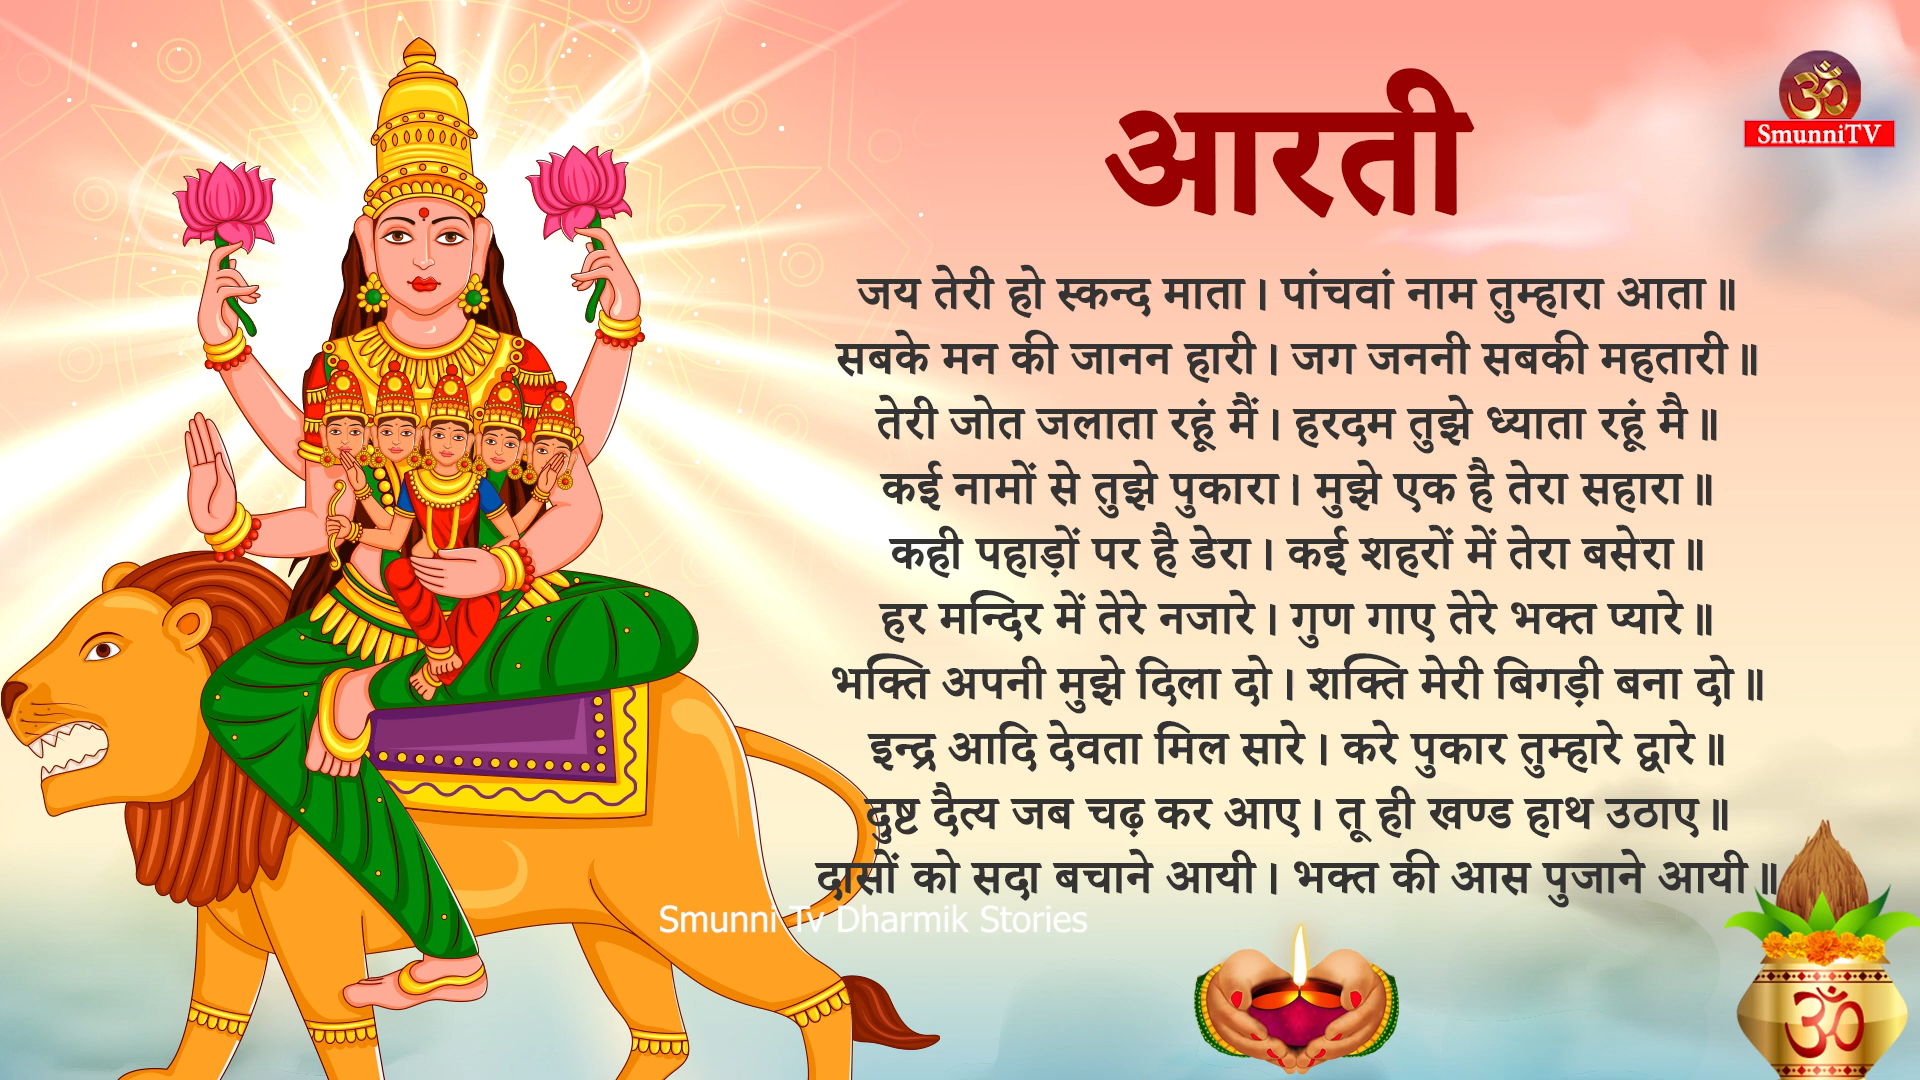 ॐ
SmunniTV
आरती
जय तेरी हो स्कन्द माता। पांचवां नाम तुम्हारा आता॥
सबके मन की जानन हारी। जग जननी सबकी महतारी॥
तेरी जोत जलाता रहूं मैं। हरदम तुझे ध्याता रहूं मै॥
कई नामों से तुझे पुकारा। मुझे एक है तेरा सहारा॥
कही पहाड़ों पर है डेरा। कई शहरों में तेरा बसेरा॥
हर मन्दिर में तेरे नजारे। गुण गाए तेरे भक्त प्यारे॥
भक्ति अपनी मुझे दिला दो। शक्ति मेरी बिगड़ी बना दो॥
इन्द्र आदि देवता मिल सारे। करे पुकार तुम्हारे द्वारे॥
दुष्ट दैत्य जब चढ़ कर आए। तू ही खण्ड हाथ उठाए॥
दासों को सदा बचाने आयी। भक्त की आस पुजाने आयी॥
Smunni Tv Dharmik Stories
ॐ